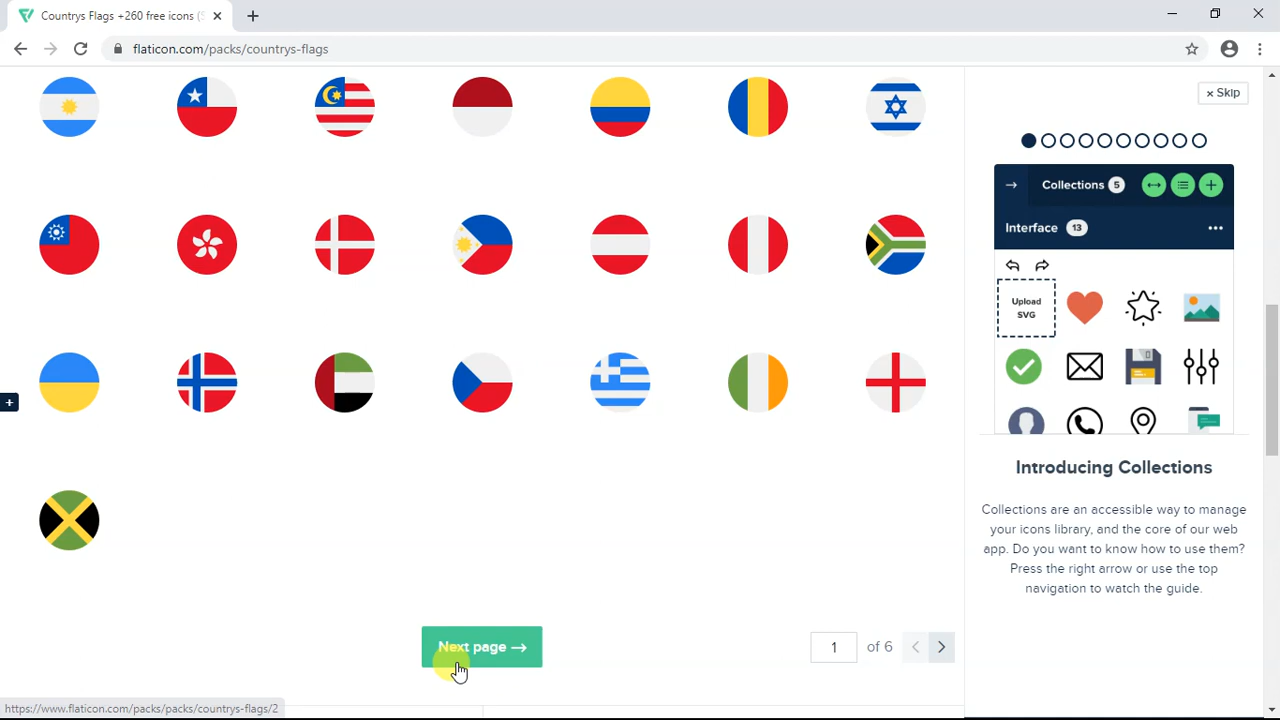 Countrys Flags +260 free icons (S
flaticon.com/packs/countrys-flags
× Skip
Collections 5
Interface 13
Upload
SVG
Introducing Collections
Collections are an accessible way to manage
your icons library, and the core of our web
app. Do you want to know how to use them?
Press the right arrow or use the top
navigation to watch the guide.
Next page →
1 of 6
https://www.flaticon.com/packs/packs/countrys-flags/2